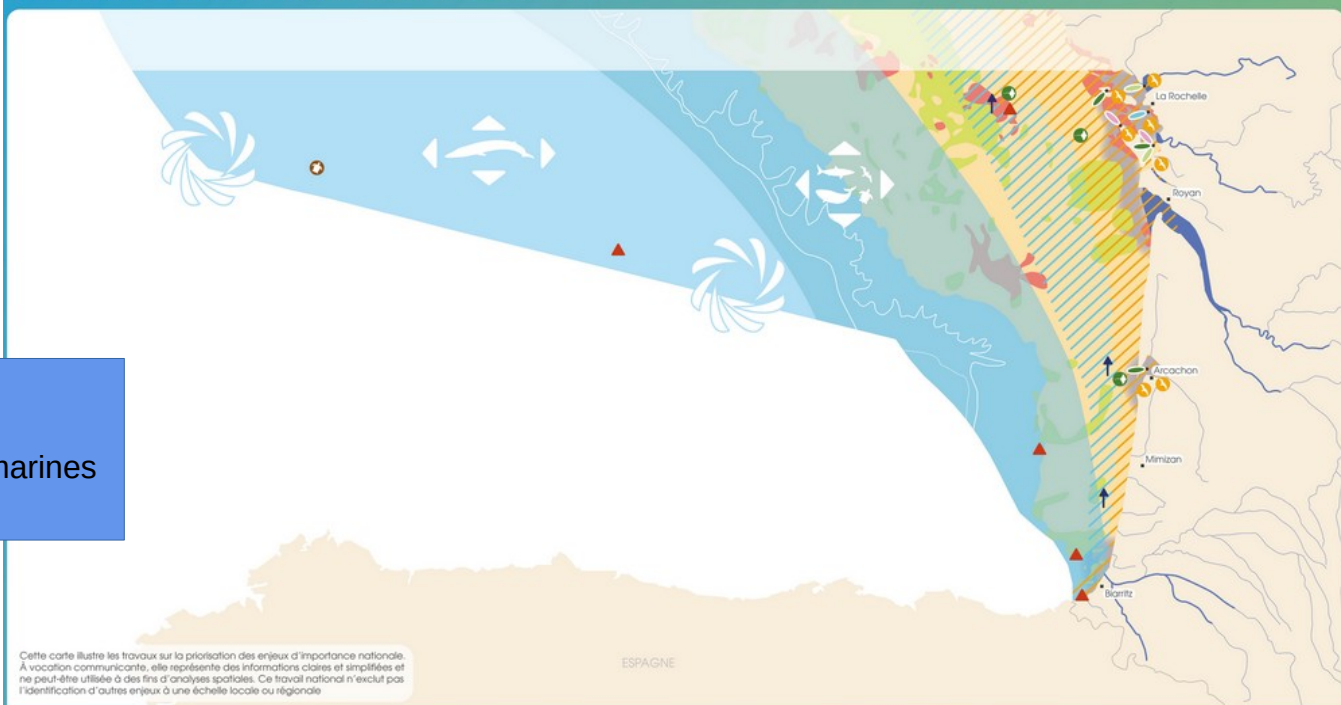 La Rochelle
Royan
Arcachon
marines
Mimizan
Biarritz
ESPAGNE
Cette carte illustre les travaux sur la priorisation des enjeux d'importance nationale.
À vocation communicante, elle représente des informations claires et simplifiées et
ne peut-être utilisée à des fins d'analyses spatiales. Ce travail national n'exclut pas
l'identification d'autres enjeux à une échelle locale ou régionale